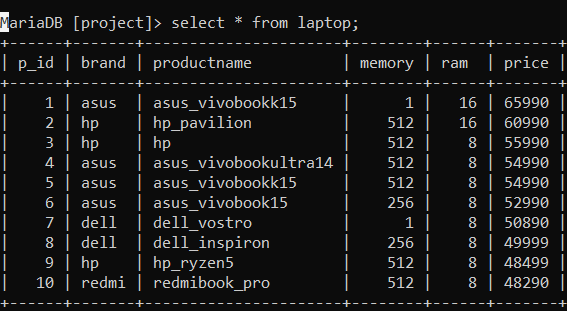 MariaDB [project]> select * from laptop;
+------+-------+---------------------+--------+-----+-------+
| p_id | brand | productname         | memory | ram | price |
+------+-------+---------------------+--------+-----+-------+
|    1 | asus  | asus_vivobookk15    |      1 |  16 | 65990 |
|    2 | hp    | hp_pavilion         |    512 |  16 | 60990 |
|    3 | hp    | hp                  |    512 |   8 | 55990 |
|    4 | asus  | asus_vivobookultra14 |    512 |   8 | 54990 |
|    5 | asus  | asus_vivobookk15    |    512 |   8 | 54990 |
|    6 | asus  | asus_vivobook15     |    256 |   8 | 52990 |
|    7 | dell  | dell_vostro         |      1 |   8 | 50890 |
|    8 | dell  | dell_inspiron       |    256 |   8 | 49999 |
|    9 | hp    | hp_ryzen5           |    512 |   8 | 48499 |
|   10 | redmi | redmibook_pro       |    512 |   8 | 48290 |
+------+-------+---------------------+--------+-----+-------+